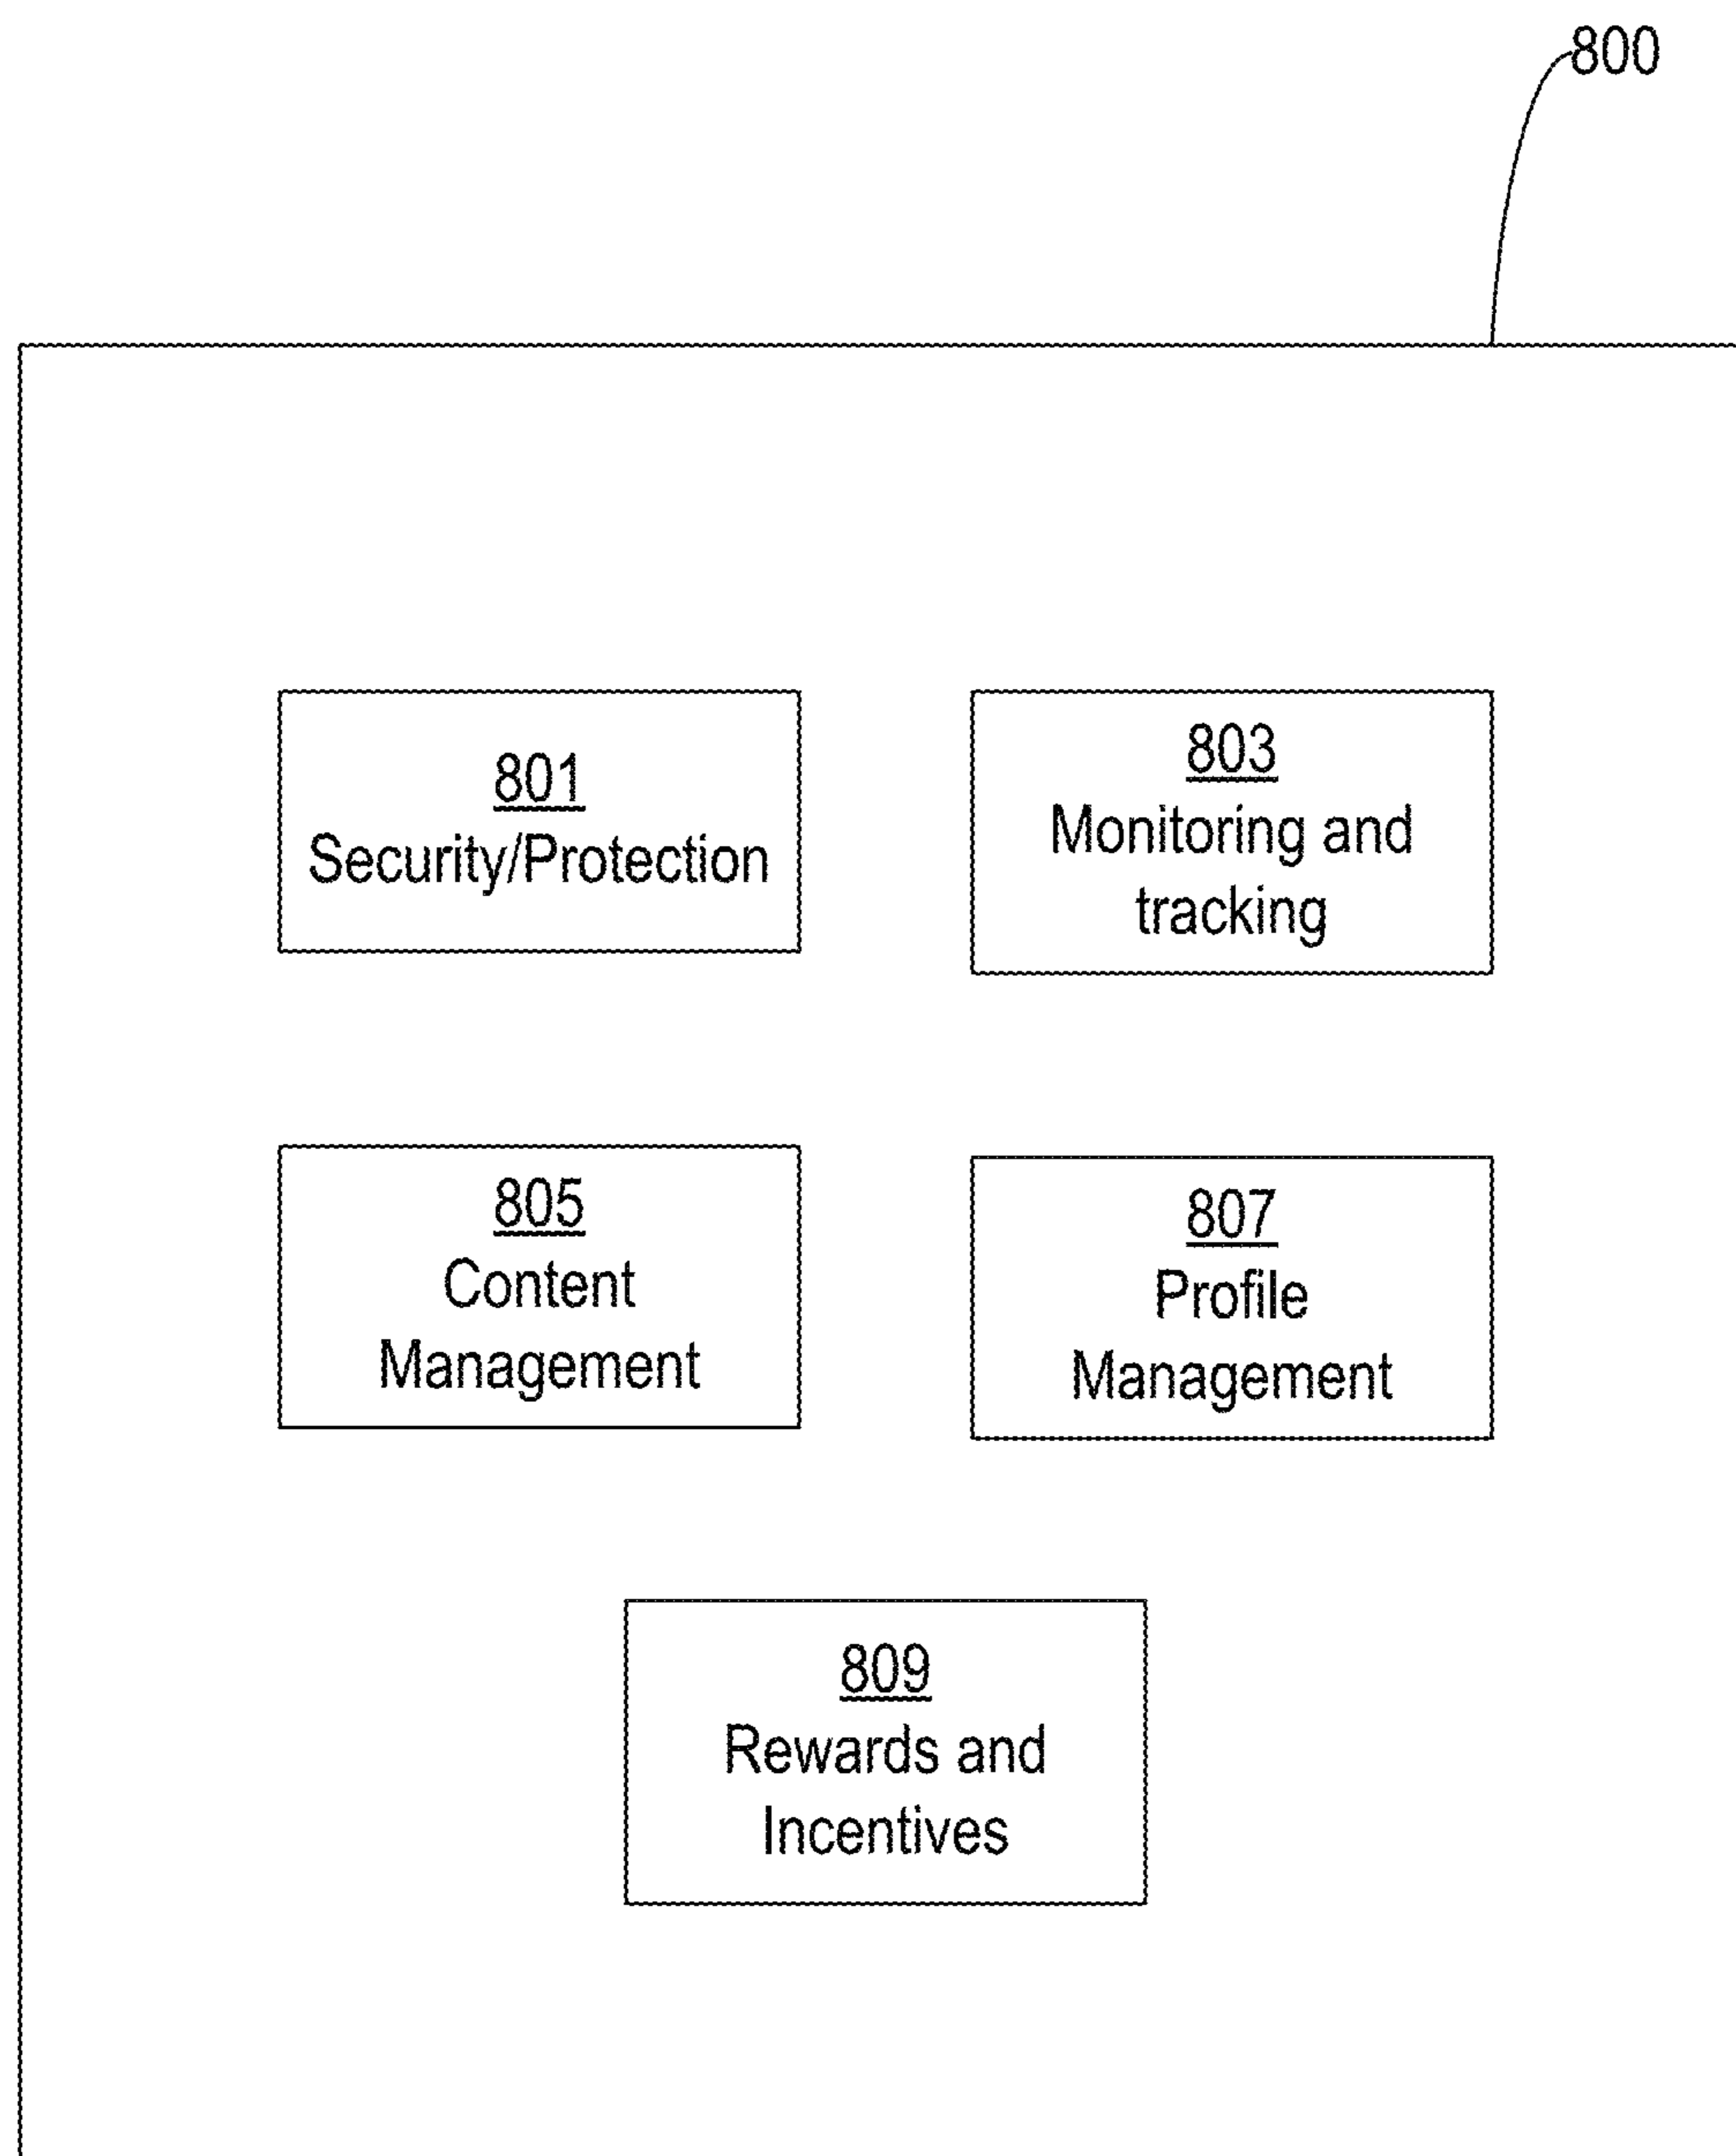 800
801
Security/Protection
803
Monitoring and
tracking
805
Content
Management
807
Profile
Management
809
Rewards and
Incentives